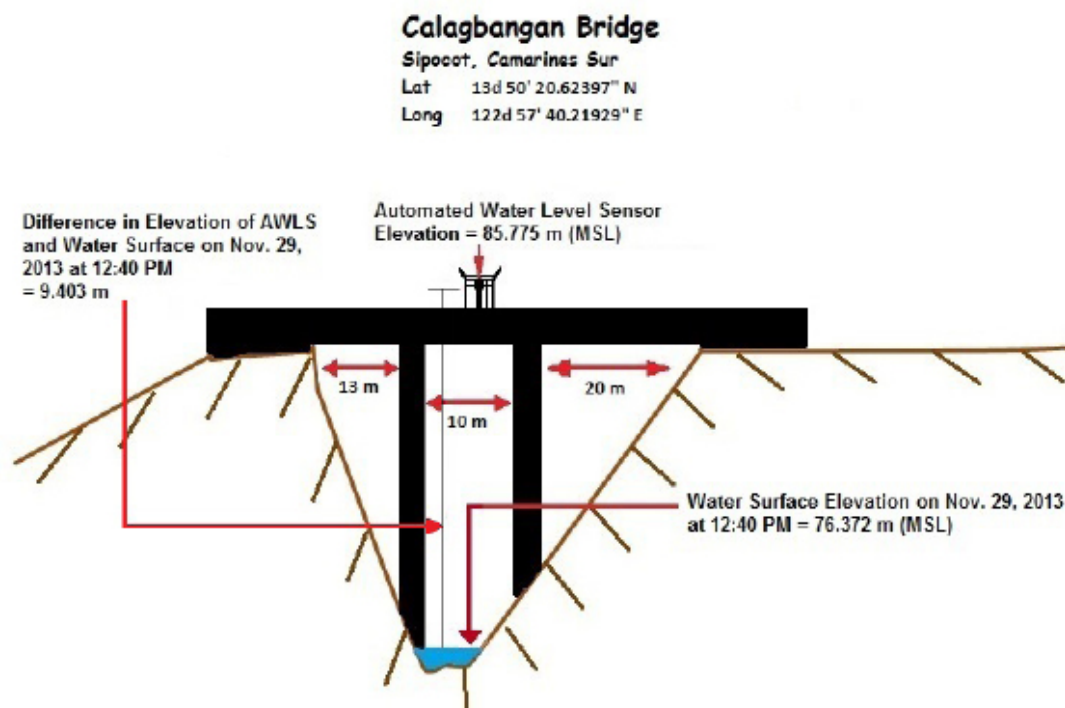 Calagbangan Bridge
Sipocot, Camarines Sur
Lat 13d 50' 20.62397" N
Long 122d 57' 40.21929" E
Difference in Elevation of AWLS
and Water Surface on Nov. 29,
2013 at 12:40 PM
= 9.403 m
Automated Water Level Sensor
Elevation = 85.775 m (MSL)
13 m
10 m
20 m
Water Surface Elevation on Nov. 29, 2013
at 12:40 PM = 76.372 m (MSL)